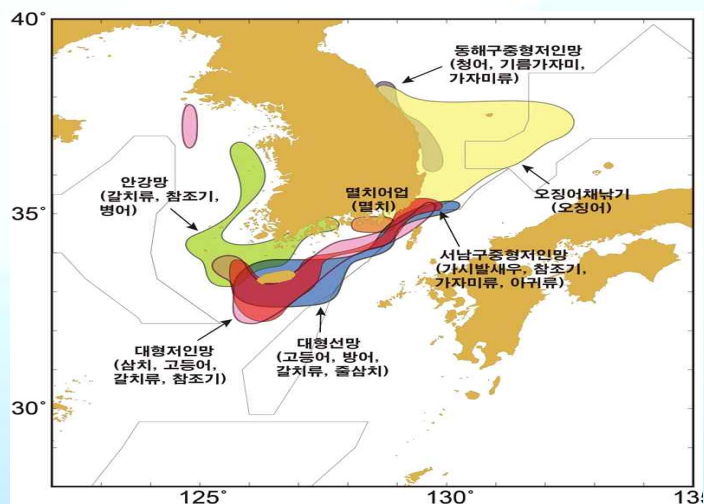 40°
동해구중형저인망
(청어, 기름가자미,
가자미류)
안강망
(갈치류, 참조기,
병어)
멸치어업
(멸치)
오징어채낚기
(오징어)
35°
서남구중형저인망
(가시발새우, 참조기,
가자미류, 아귀류)
대형저인망
(삼치, 고등어,
갈치류, 참조기)
대형선망
(고등어, 방어,
갈치류, 줄삼치)
30°
125°
130°
135